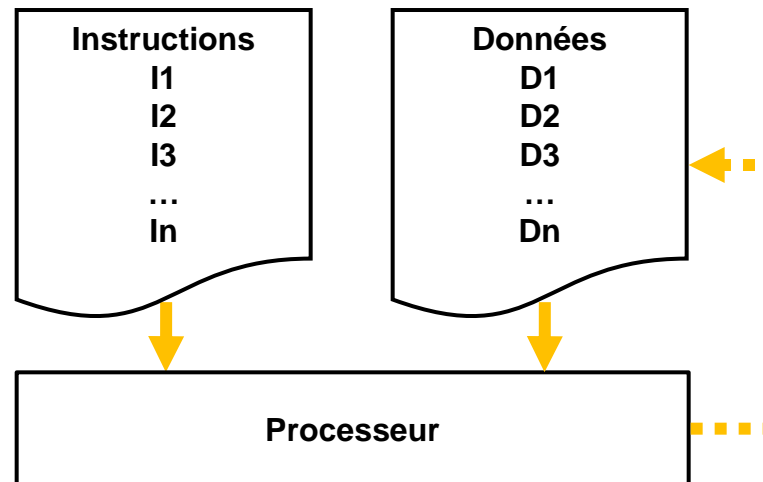 Instructions
I1
I2
I3
…
In
Données
D1
D2
D3
…
Dn
Processeur